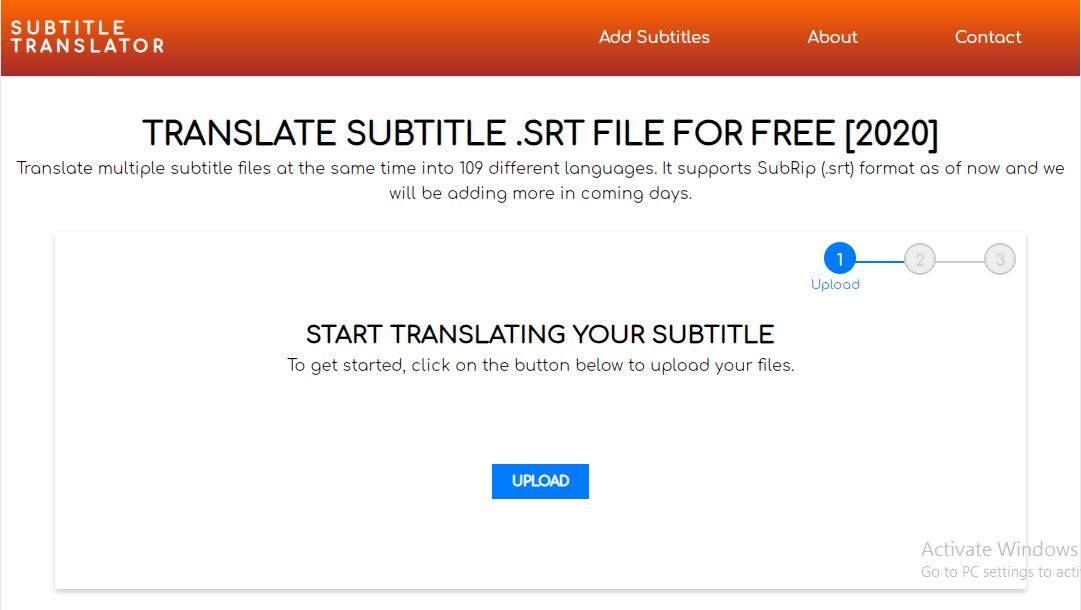 SUBTITLE
TRANSLATOR
Add Subtitles
About
Contact
TRANSLATE SUBTITLE .SRT FILE FOR FREE [2020]
Translate multiple subtitle files at the same time into 109 different languages. It supports SubRip (.srt) format as of now and we
will be adding more in coming days.
1
2
3
Upload
START TRANSLATING YOUR SUBTITLE
To get started, click on the button below to upload your files.
UPLOAD
Activate Windows
Go to PC settings to acti